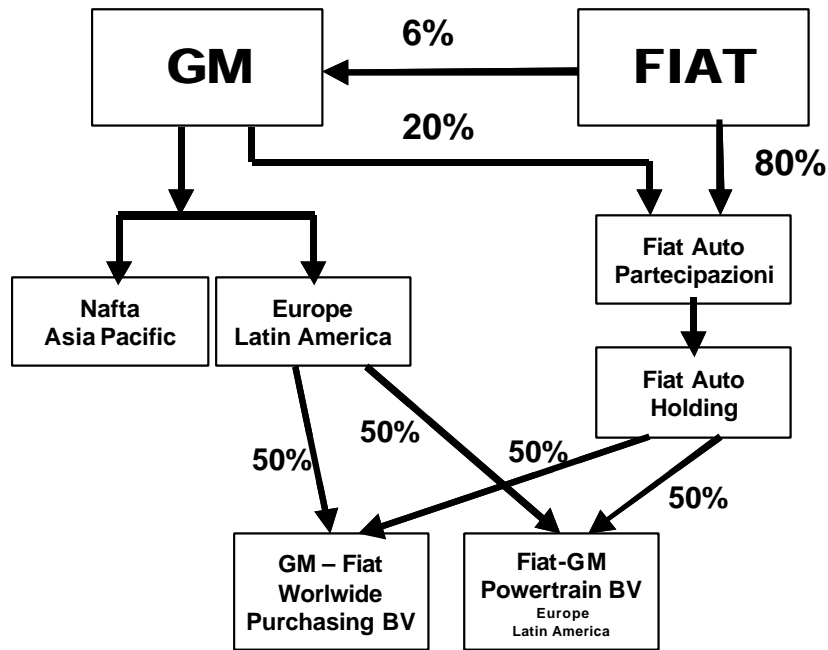 GM
6%
FIAT
20%
80%
Fiat Auto
Partecipazioni
Nafta
Asia Pacific
Europe
Latin America
Fiat Auto
Holding
50%
50%
50%
50%
GM – Fiat
Worlwide
Purchasing BV
Fiat-GM
Powertrain BV
Europe
Latin America